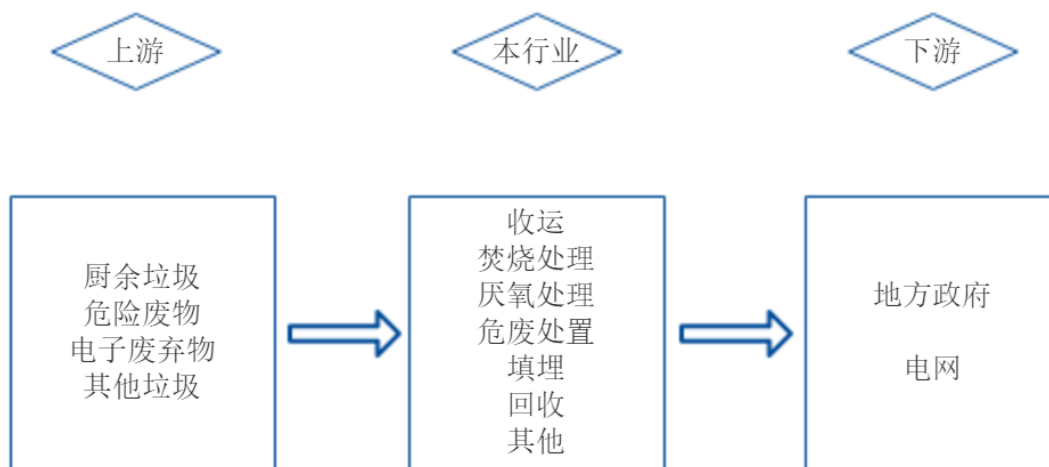 上游
本行业
下游
厨余垃圾
危险废物
电子废弃物
其他垃圾
收运
焚烧处理
厌氧处理
危废处置
填埋
回收
其他
地方政府
电网